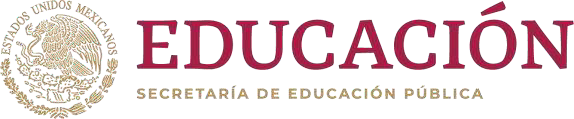 ESTADOS UNIDOS MEXICANOS
EDUCACIÓN
SECRETARÍA DE EDUCACIÓN PÚBLICA